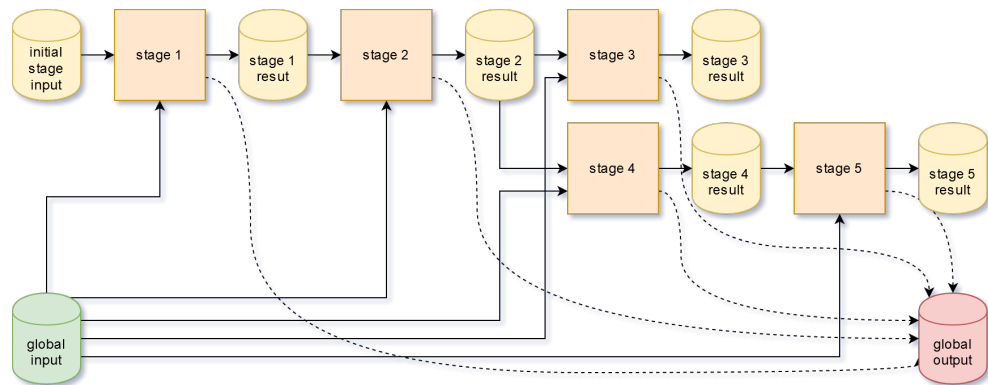 initial
stage
input
stage 1
stage 1
resut
stage 2
stage 2
result
stage 3
stage 3
result
stage 4
stage 4
result
stage 5
stage 5
result
global
input
global
output